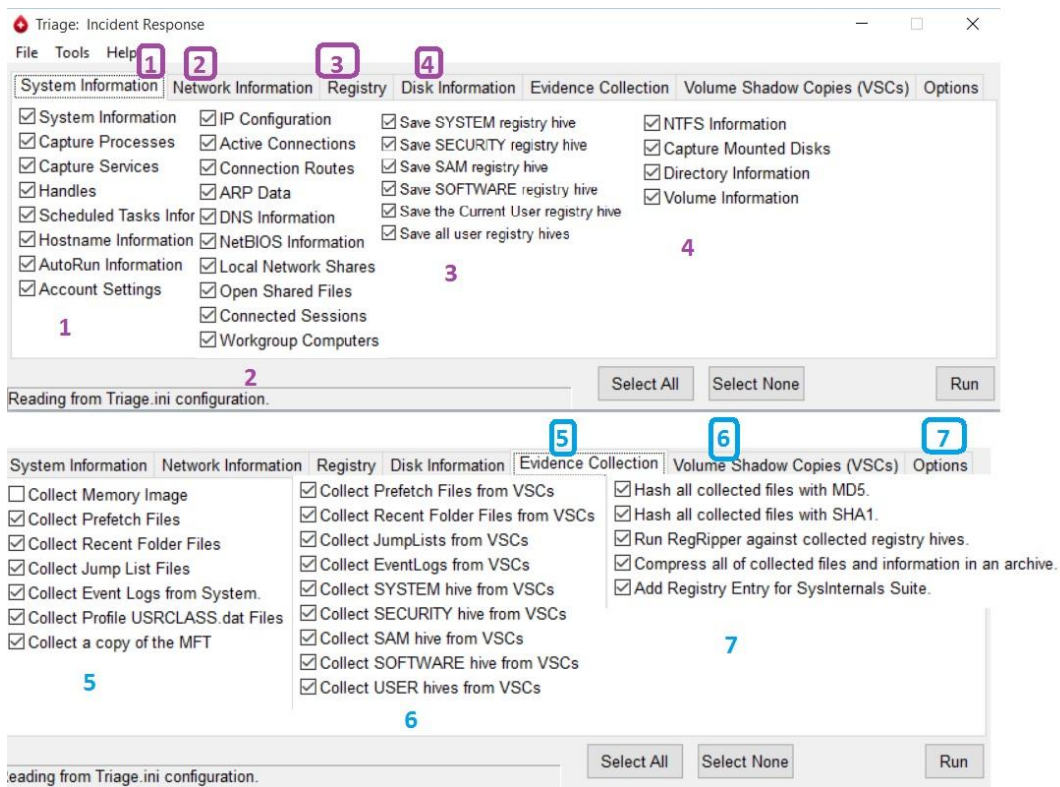 Triage: Incident Response
File Tools Help
1 2 3 4
System Information Network Information Registry Disk Information Evidence Collection Volume Shadow Copies (VSCs) Options
System Information
Capture Processes
Capture Services
Handles
Scheduled Tasks Infor
Hostname Information
AutoRun Information
Account Settings
1
IP Configuration
Active Connections
Connection Routes
ARP Data
DNS Information
NetBIOS Information
Local Network Shares
Open Shared Files
Connected Sessions
Workgroup Computers
2
Save SYSTEM registry hive
Save SECURITY registry hive
Save SAM registry hive
Save SOFTWARE registry hive
Save the Current User registry hive
Save all user registry hives
3
NTFS Information
Capture Mounted Disks
Directory Information
Volume Information
4
Select All Select None Run
Reading from Triage.ini configuration.
5 6 7
System Information Network Information Registry Disk Information Evidence Collection Volume Shadow Copies (VSCs) Options
Collect Memory Image
Collect Prefetch Files
Collect Recent Folder Files
Collect Jump List Files
Collect Event Logs from System.
Collect Profile USRCLASS.dat Files
Collect a copy of the MFT
5
Collect Prefetch Files from VSCs
Collect Recent Folder Files from VSCs
Collect JumpLists from VSCs
Collect EventLogs from VSCs
Collect SYSTEM hive from VSCs
Collect SECURITY hive from VSCs
Collect SAM hive from VSCs
Collect SOFTWARE hive from VSCs
Collect USER hives from VSCs
6
Hash all collected files with MD5.
Hash all collected files with SHA1.
Run RegRipper against collected registry hives.
Compress all of collected files and information in an archive.
Add Registry Entry for SysInternals Suite.
7
Select All Select None Run
eading from Triage.ini configuration.